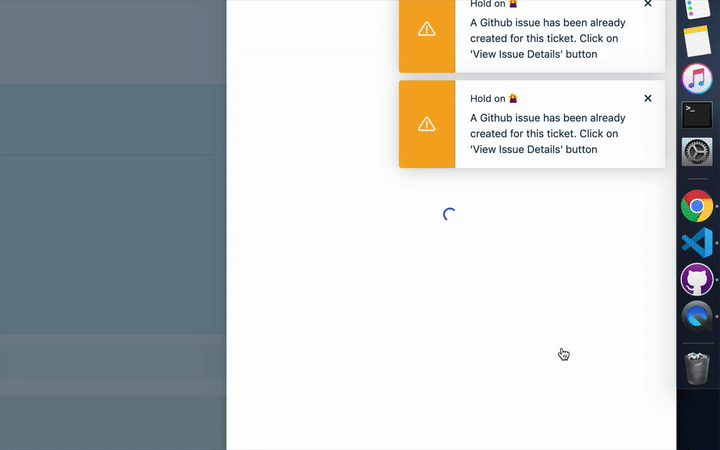 Hold on 🤷‍♀️
A Github issue has been already
created for this ticket. Click on
'View Issue Details' button
Hold on 🤷‍♀️
A Github issue has been already
created for this ticket. Click on
'View Issue Details' button